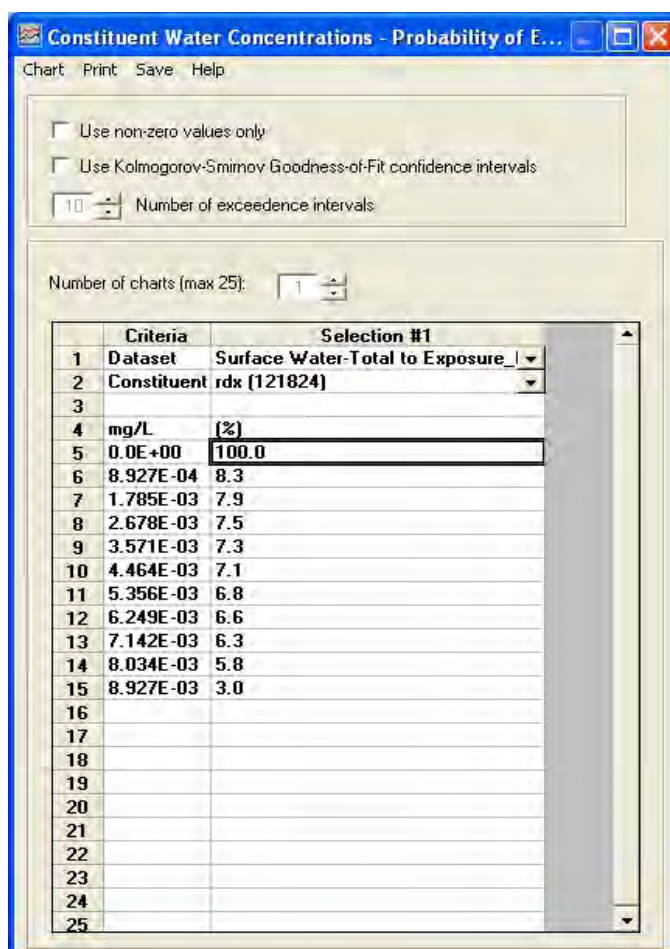 Constituent Water Concentrations - Probability of E...
Chart Print Save Help
Use non-zero values only
Use Kolmogorov-Smirnov Goodness-of-Fit confidence intervals
10 Number of exceedence intervals
Number of charts (max 25): 1
Criteria Selection #1
1 Dataset Surface Water-Total to Exposure_
2 Constituent rdx (121824)
3
4 mg/L (%)
5 0.0E+00 100.0
6 8.927E-04 8.3
7 1.785E-03 7.9
8 2.678E-03 7.5
9 3.571E-03 7.3
10 4.464E-03 7.1
11 5.356E-03 6.8
12 6.249E-03 6.6
13 7.142E-03 6.3
14 8.034E-03 5.8
15 8.927E-03 3.0
16
17
18
19
20
21
22
23
24
25